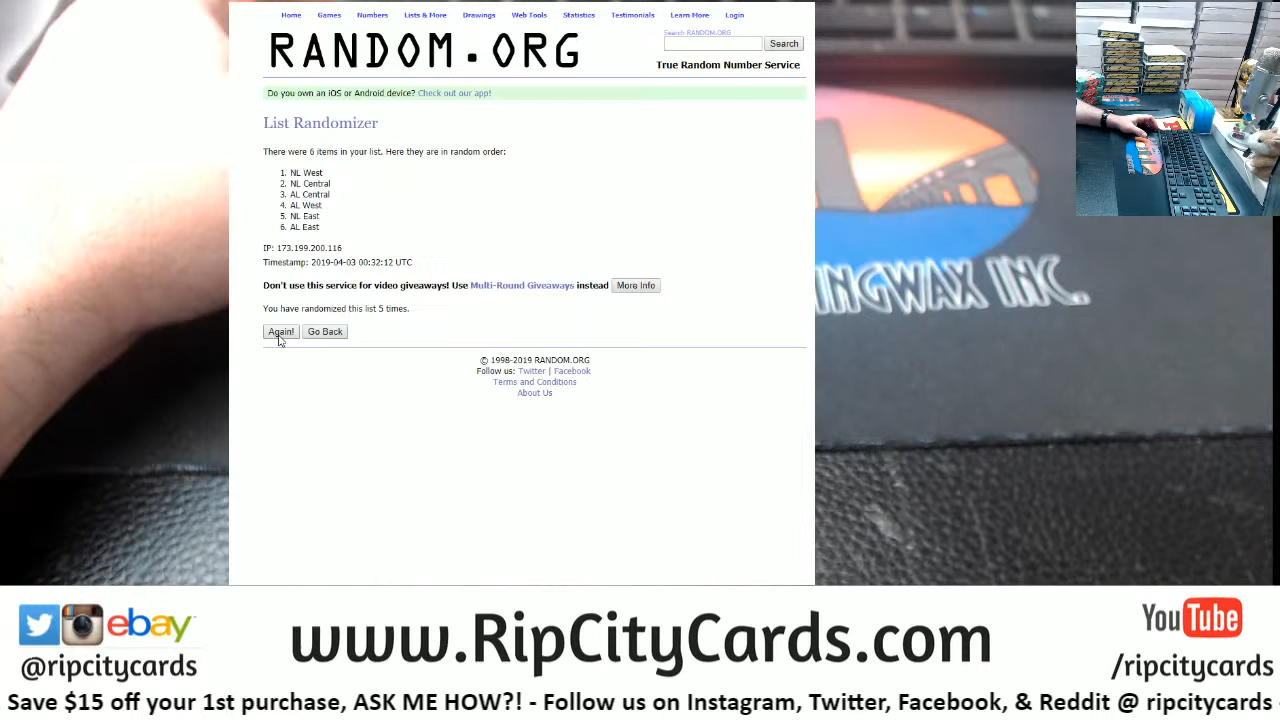 Home Games Numbers Lists & More Drawings Web Tools Statistics Testimonials Learn More Login
RANDOM.ORG
Search RANDOM.ORG
Search
True Random Number Service
Do you own an iOS or Android device? Check out our app!
List Randomizer
There were 6 items in your list. Here they are in random order:
1. NL West
2. NL Central
3. AL Central
4. AL West
5. NL East
6. AL East
IP: 173.199.200.116
Timestamp: 2019-04-03 00:32:12 UTC
Don't use this service for video giveaways! Use Multi-Round Giveaways instead More Info
You have randomized this list 5 times.
Again! Go Back
© 1998-2019 RANDOM.ORG
Follow us: Twitter | Facebook
Terms and Conditions
About Us
INGWAX INC.
ebay
@ripcitycards
www.RipCityCards.com
YouTube
/ripcitycards
Save $15 off your 1st purchase, ASK ME HOW?! - Follow us on Instagram, Twitter, Facebook, & Reddit @ ripcitycards